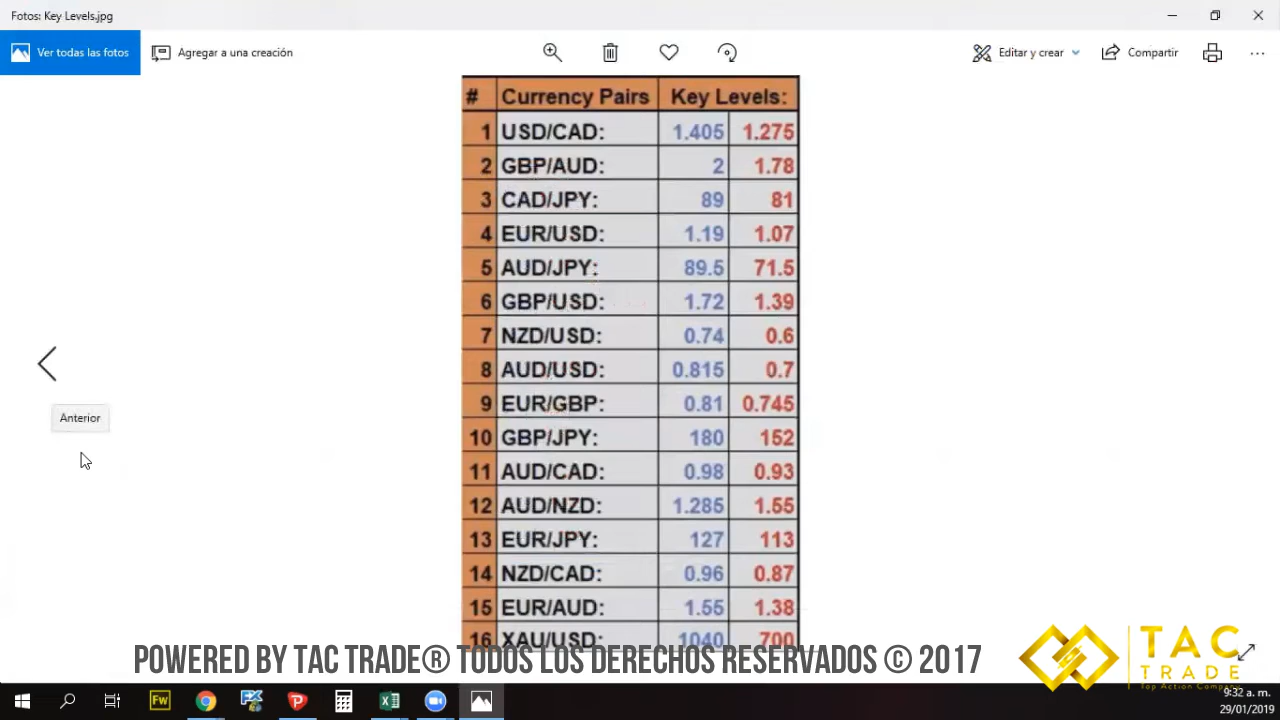 Fotos: Key Levels.jpg
Ver todas las fotos
Agregar a una creación
Editar y crear
Compartir
# Currency Pairs Key Levels:
1 USD/CAD: 1.405 1.275
2 GBP/AUD: 2 1.78
3 CAD/JPY: 89 81
4 EUR/USD: 1.19 1.07
5 AUD/JPY: 89.5 71.5
6 GBP/USD: 1.72 1.39
7 NZD/USD: 0.74 0.6
8 AUD/USD: 0.815 0.7
9 EUR/GBP: 0.81 0.745
10 GBP/JPY: 180 152
11 AUD/CAD: 0.98 0.93
12 AUD/NZD: 1.285 1.55
13 EUR/JPY: 127 113
14 NZD/CAD: 0.96 0.87
15 EUR/AUD: 1.55 1.38
16 XAU/USD: 1040 700
Anterior
POWERED BY TAC TRADE® TODOS LOS DERECHOS RESERVADOS © 2017
TAC
TRADE
Top Action Company
Fw
9:32 a. m.
29/01/2019